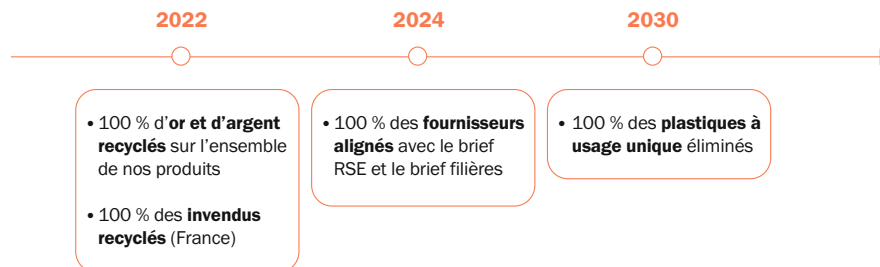 2022
2024
2030
• 100 % d'or et d'argent
recyclés sur l'ensemble
de nos produits
• 100 % des invendus
recyclés (France)
• 100 % des fournisseurs
alignés avec le brief
RSE et le brief filières
• 100 % des plastiques à
usage unique éliminés